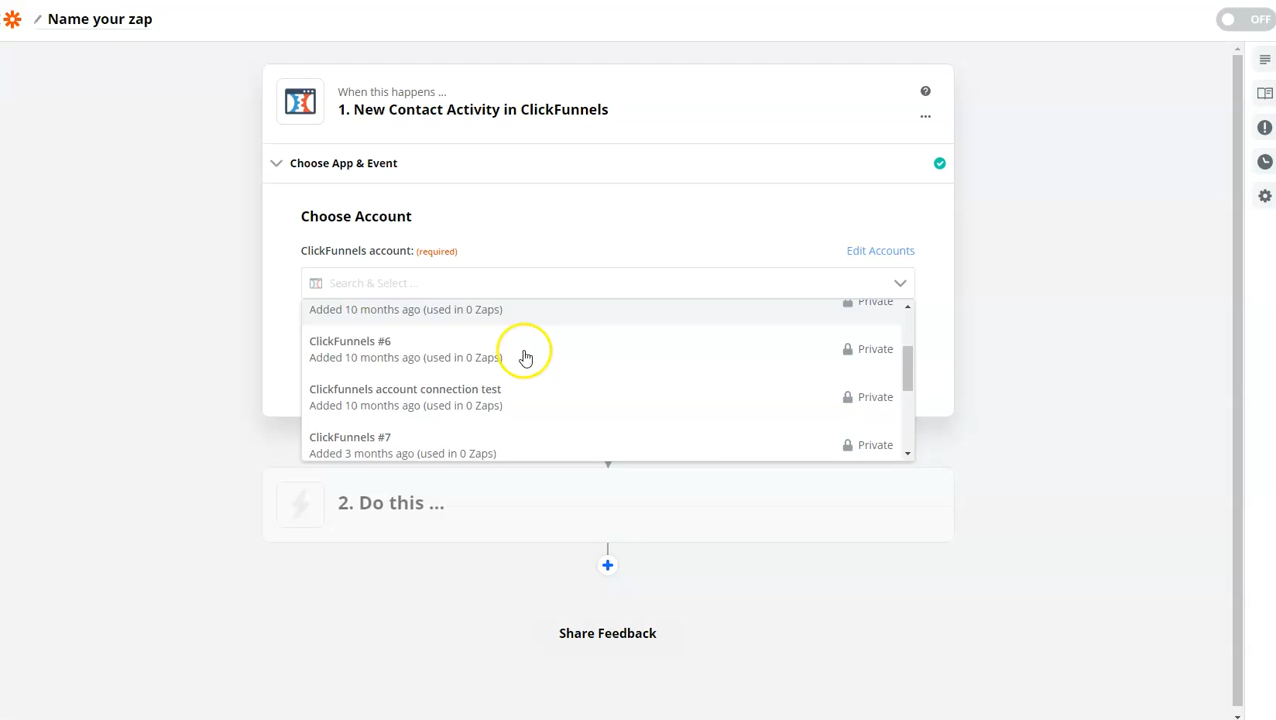 Name your zap
OFF
When this happens ...
1. New Contact Activity in ClickFunnels
Choose App & Event
Choose Account
ClickFunnels account: (required)
Edit Accounts
Search & Select ...
Private
Added 10 months ago (used in 0 Zaps)
ClickFunnels #6
Added 10 months ago (used in 0 Zaps)
Private
Clickfunnels account connection test
Added 10 months ago (used in 0 Zaps)
Private
ClickFunnels #7
Added 3 months ago (used in 0 Zaps)
Private
2. Do this ...
Share Feedback